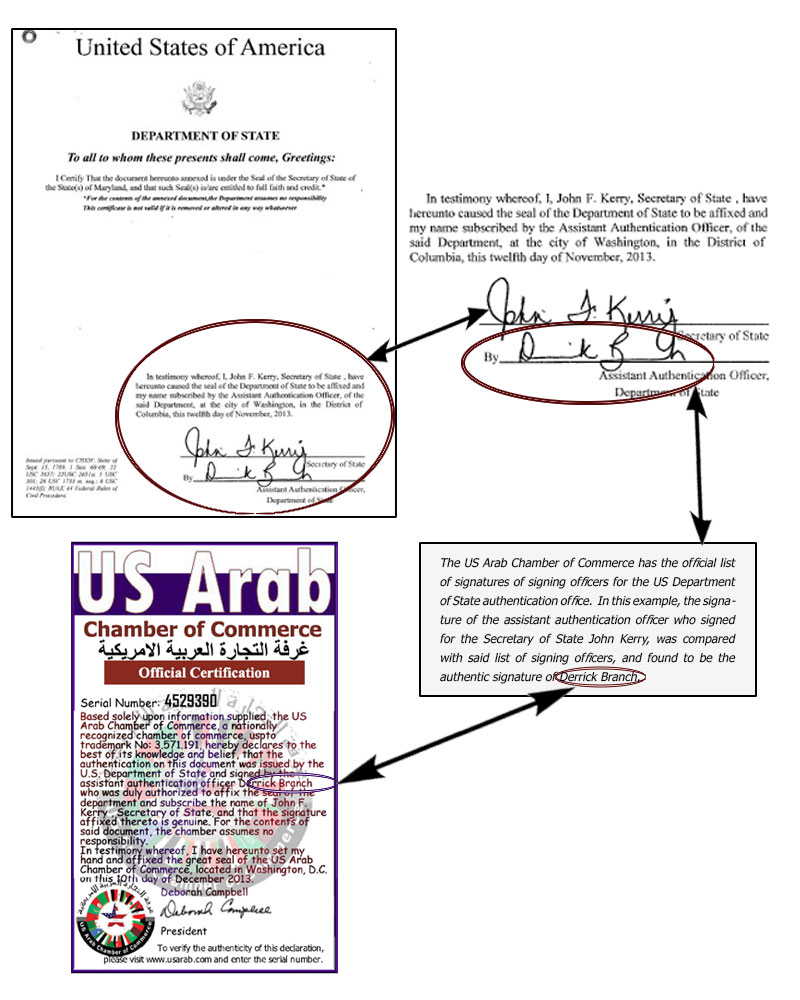 United States of America
DEPARTMENT OF STATE
To all to whom these presents shall come, Greetings:
I Certify That the document hereunto annexed is under the Seal of the Secretary of State of
the State(s) of Maryland, and that such Seal(s) is/are entitled to full faith and credit.*
*For the contents of the annexed document,the Department assumes no responsibility
This certificate is not valid if it is removed or altered in any way whatsoever
In testimony whereof, I, John F. Kerry, Secretary of State , have
hereunto caused the seal of the Department of State to be affixed and
my name subscribed by the Assistant Authentication Officer, of the
said Department, at the city of Washington, in the District of
Columbia, this twelfth day of November, 2013.
John F. Kerry
Secretary of State
By
Assistant Authentication Officer,
Department of State
Issued pursuant to CHXIV, State of
Sept. 15, 1789, 1 Stat. 68-69; 22
USC 2657; 22USC 2651a; 5 USC
301; 28 USC 1733 et. seq.; 8 USC
1443(f); RULE 44 Federal Rules of
Civil Procedure.
In testimony whereof, I, John F. Kerry, Secretary of State , have
hereunto caused the seal of the Department of State to be affixed and
my name subscribed by the Assistant Authentication Officer, of the
said Department, at the city of Washington, in the District of
Columbia, this twelfth day of November, 2013.
John F. Kerry
Secretary of State
By
Assistant Authentication Officer,
Department of State
US Arab
Chamber of Commerce
غرفة التجارة العربية الامريكية
Official Certification
Serial Number: 4529390
Based solely upon information supplied, the US
Arab Chamber of Commerce, a nationally
recognized chamber of commerce, uspto
trademark No: 3,571,191, hereby declares to the
best of its knowledge and belief, that the
authentication on this document was issued by the
U.S. Department of State and signed by the
assistant authentication officer Derrick Branch
who was duly authorized to affix the seal of the
department and subscribe the name of John F.
Kerry, Secretary of State, and that the signature
affixed thereto is genuine. For the contents of
said document, the chamber assumes no
responsibility.
In testimony whereof, I have hereunto set my
hand and affixed the great seal of the US Arab
Chamber of Commerce, located in Washington, D.C.
on this 10th day of December 2013.
Deborah Campbell
Deborah Campbell
President
US Arab Chamber of Commerce
To verify the authenticity of this declaration,
please visit www.usarab.com and enter the serial number.
The US Arab Chamber of Commerce has the official list
of signatures of signing officers for the US Department
of State authentication office. In this example, the signa-
ture of the assistant authentication officer who signed
for the Secretary of State John Kerry, was compared
with said list of signing officers, and found to be the
authentic signature of Derrick Branch.